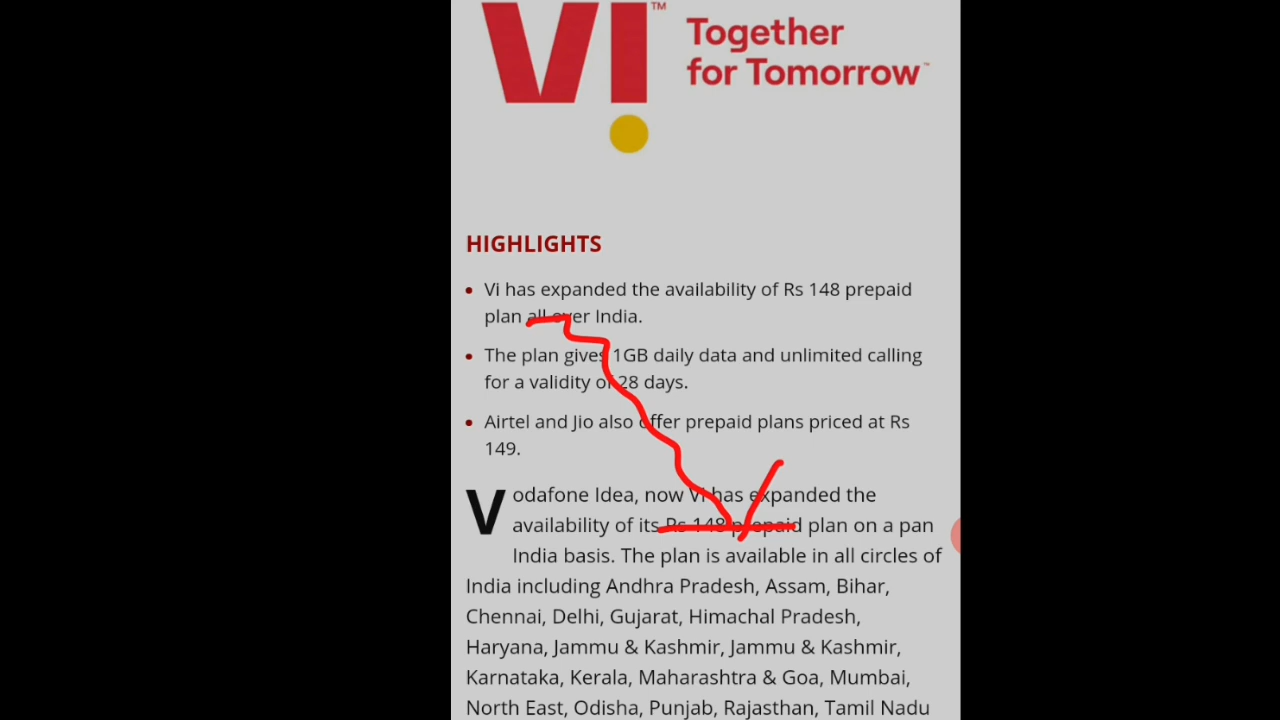 VI™ Together
for Tomorrow™
HIGHLIGHTS
• Vi has expanded the availability of Rs 148 prepaid
plan all over India.
• The plan gives 1GB daily data and unlimited calling
for a validity of 28 days.
• Airtel and Jio also offer prepaid plans priced at Rs
149.
Vodafone Idea, now Vi has expanded the
availability of its Rs 148 prepaid plan on a pan
India basis. The plan is available in all circles of
India including Andhra Pradesh, Assam, Bihar,
Chennai, Delhi, Gujarat, Himachal Pradesh,
Haryana, Jammu & Kashmir, Jammu & Kashmir,
Karnataka, Kerala, Maharashtra & Goa, Mumbai,
North East, Odisha, Punjab, Rajasthan, Tamil Nadu